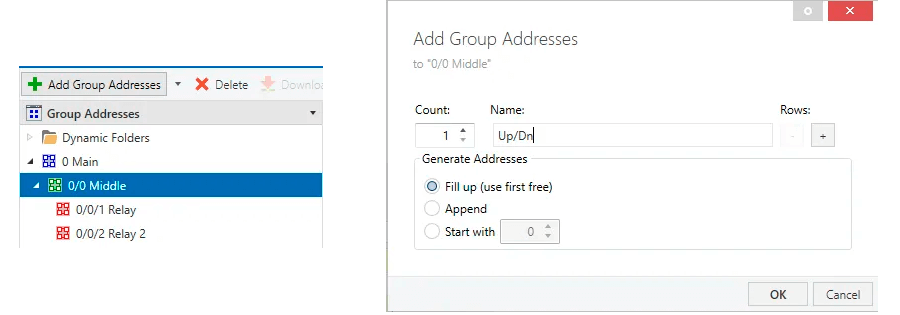 Add Group Addresses
Delete
Downloa
Group Addresses
Dynamic Folders
0 Main
0/0 Middle
0/0/1 Relay
0/0/2 Relay 2
Add Group Addresses
to "0/0 Middle"
Count: Name: Rows:
1 Up/Dn - +
Generate Addresses
Fill up (use first free)
Append
Start with 0
OK Cancel